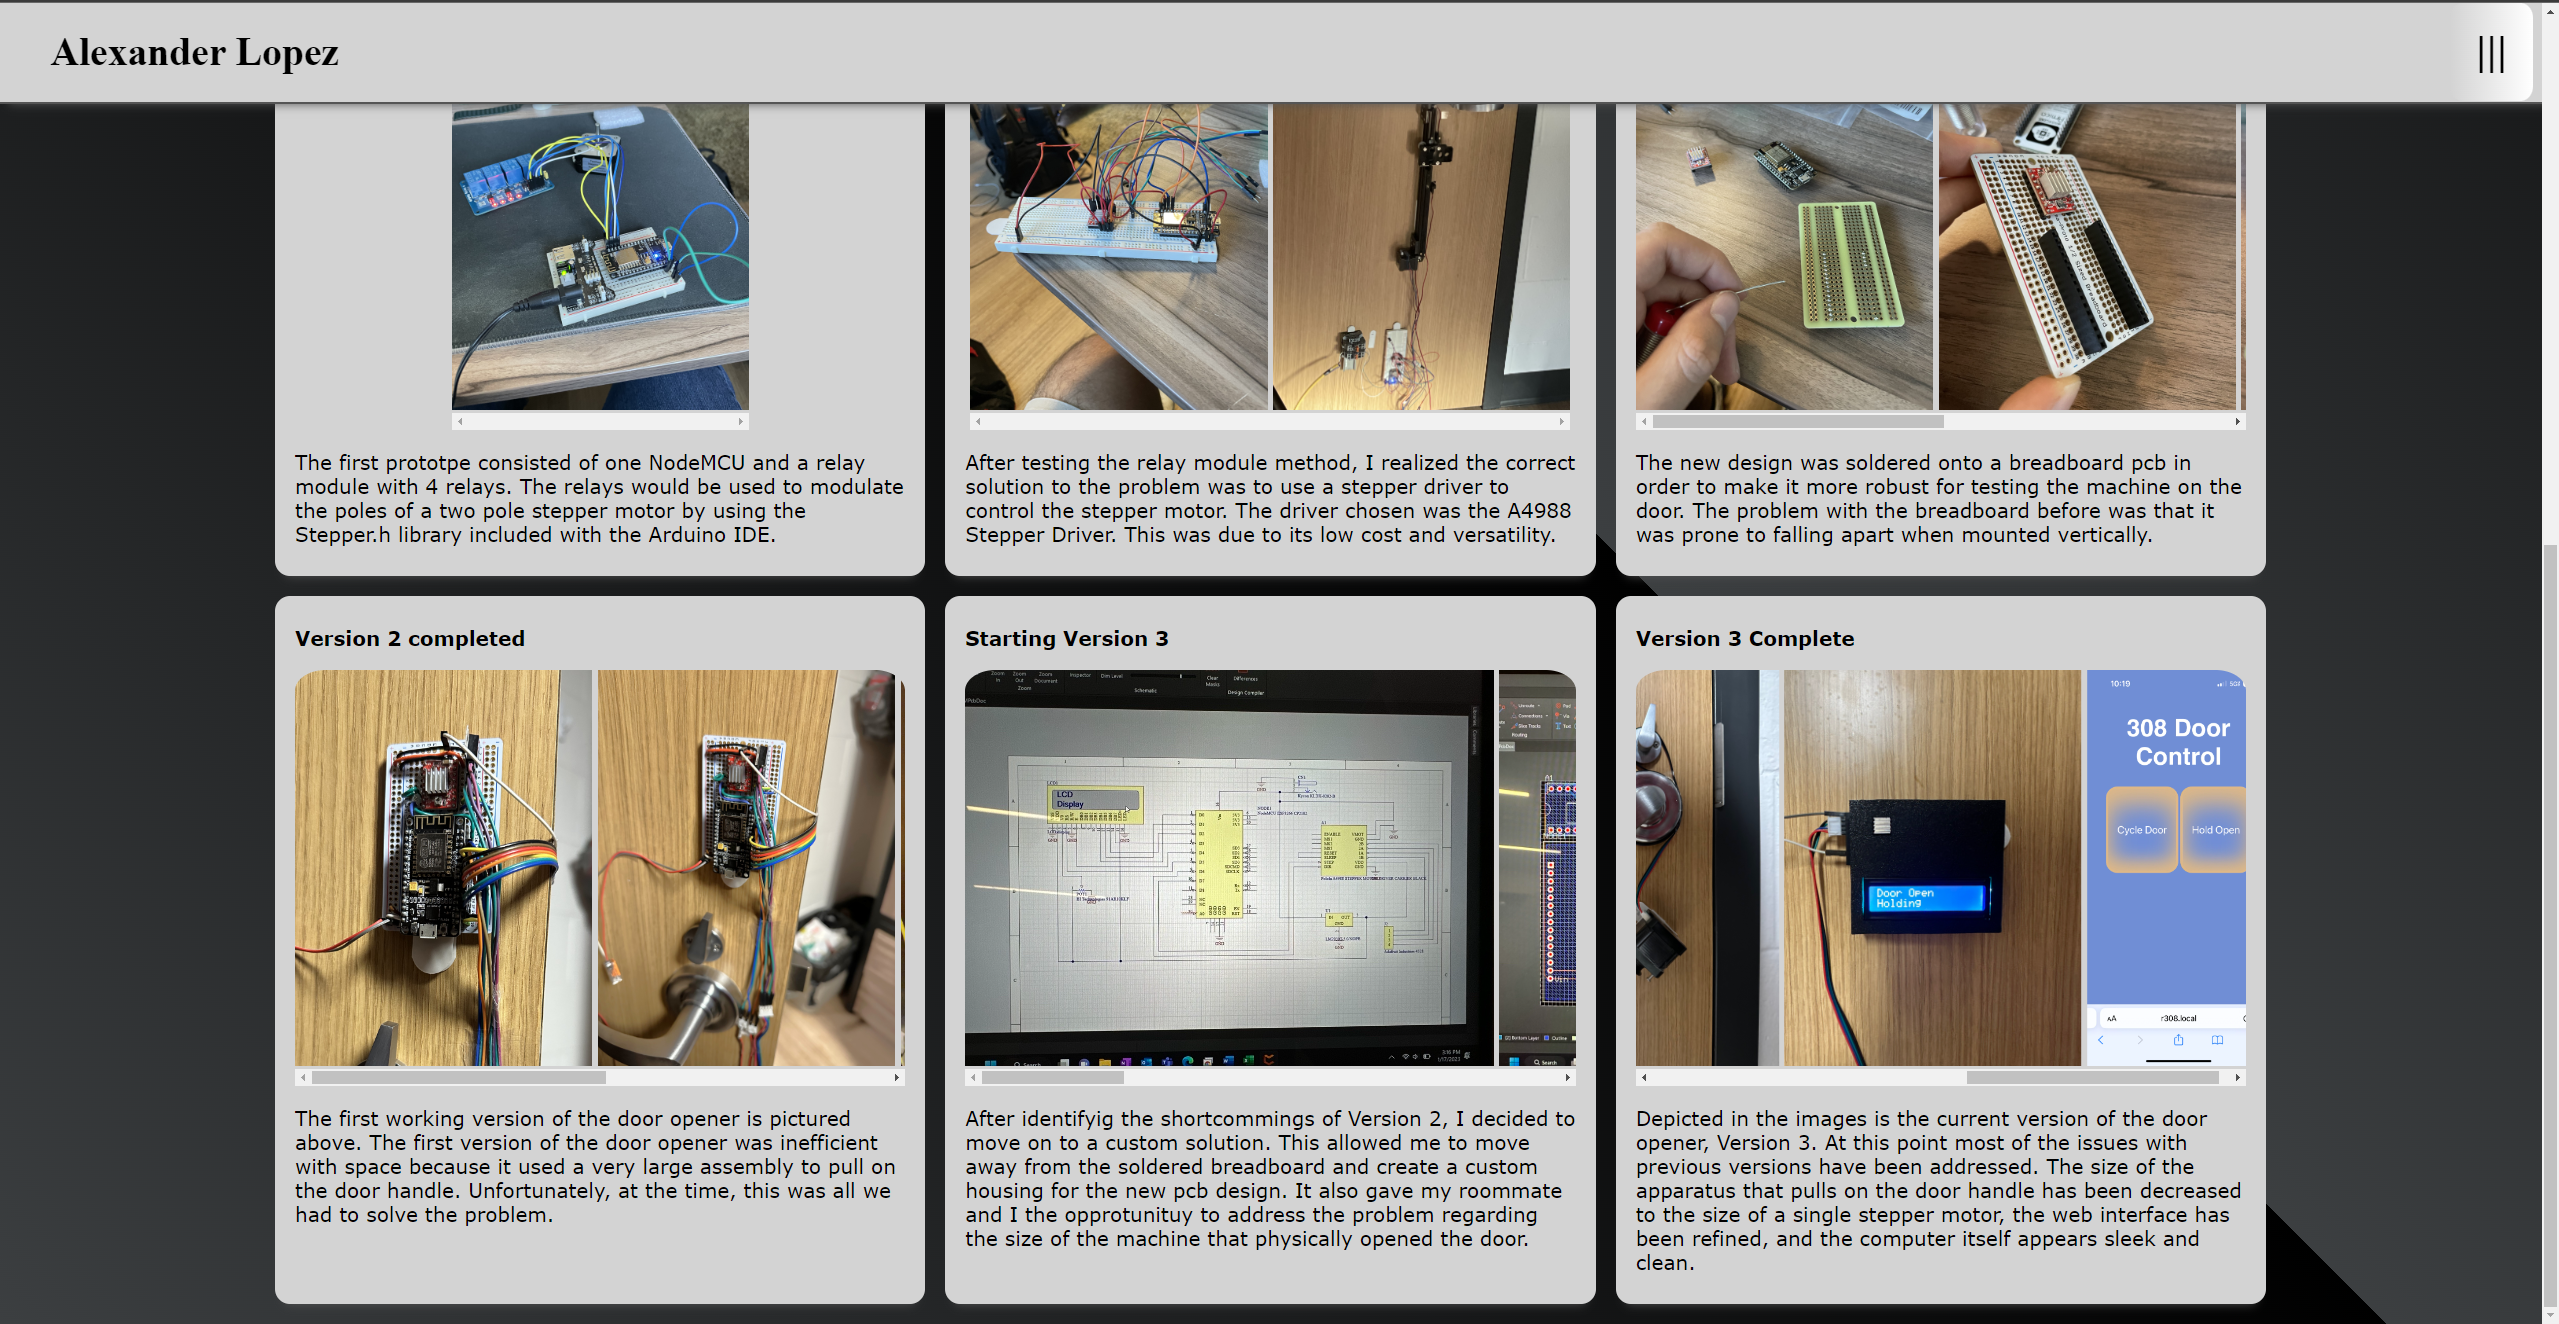 Alexander Lopez
The first prototpe consisted of one NodeMCU and a relay
module with 4 relays. The relays would be used to modulate
the poles of a two pole stepper motor by using the
Stepper.h library included with the Arduino IDE.
After testing the relay module method, I realized the correct
solution to the problem was to use a stepper driver to
control the stepper motor. The driver chosen was the A4988
Stepper Driver. This was due to its low cost and versatility.
The new design was soldered onto a breadboard pcb in
order to make it more robust for testing the machine on the
door. The problem with the breadboard before was that it
was prone to falling apart when mounted vertically.
Version 2 completed
The first working version of the door opener is pictured
above. The first version of the door opener was inefficient
with space because it used a very large assembly to pull on
the door handle. Unfortunately, at the time, this was all we
had to solve the problem.
Starting Version 3
Schematic
Design Compiler
LCD
Display
After identifyig the shortcommings of Version 2, I decided to
move on to a custom solution. This allowed me to move
away from the soldered breadboard and create a custom
housing for the new pcb design. It also gave my roommate
and I the opprotunituy to address the problem regarding
the size of the machine that physically opened the door.
Version 3 Complete
Door Open
Holding
10:19
308 Door
Control
Cycle Door
Hold Open
AA
r308.local
Depicted in the images is the current version of the door
opener, Version 3. At this point most of the issues with
previous versions have been addressed. The size of the
apparatus that pulls on the door handle has been decreased
to the size of a single stepper motor, the web interface has
been refined, and the computer itself appears sleek and
clean.